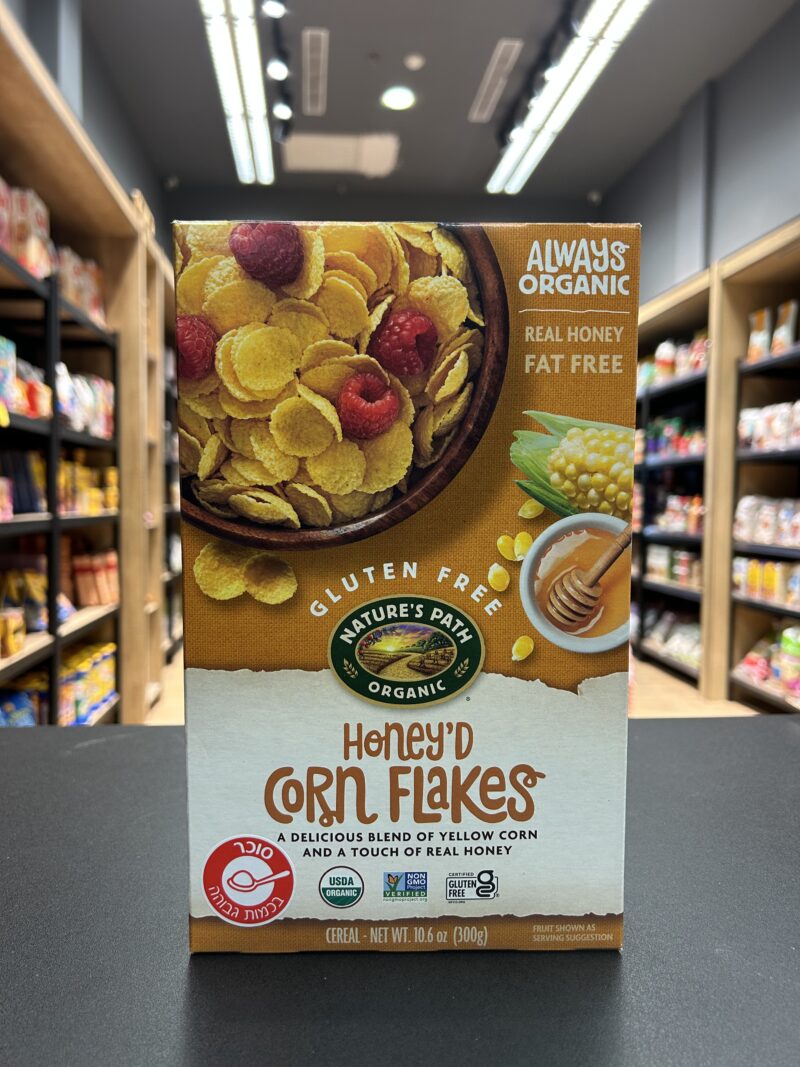 ALWAYS
ORGANIC
REAL HONEY
FAT FREE
GLUTEN FREE
NATURE'S PATH
ORGANIC
HONEY'D
CORN FLAKES
A DELICIOUS BLEND OF YELLOW CORN
AND A TOUCH OF REAL HONEY
סוכר
בכמות גבוהה
USDA
ORGANIC
NON
GMO
Project
VERIFIED
nongmoproject.org
CERTIFIED
GLUTEN
FREE
CEREAL - NET WT. 10.6 oz (300g)
FRUIT SHOWN AS
SERVING SUGGESTION